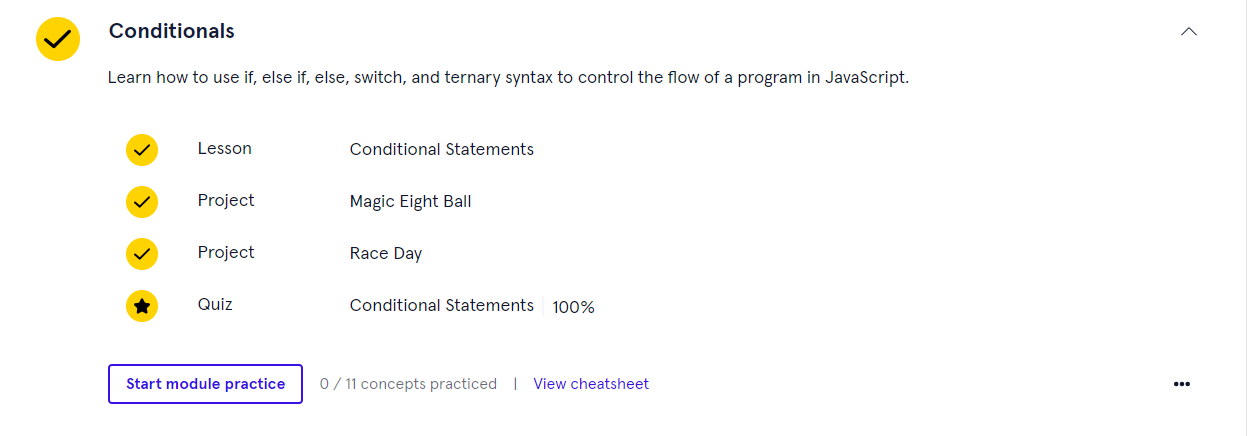 Conditionals
Learn how to use if, else if, else, switch, and ternary syntax to control the flow of a program in JavaScript.
Lesson Conditional Statements
Project Magic Eight Ball
Project Race Day
Quiz Conditional Statements 100%
Start module practice 0 / 11 concepts practiced | View cheatsheet